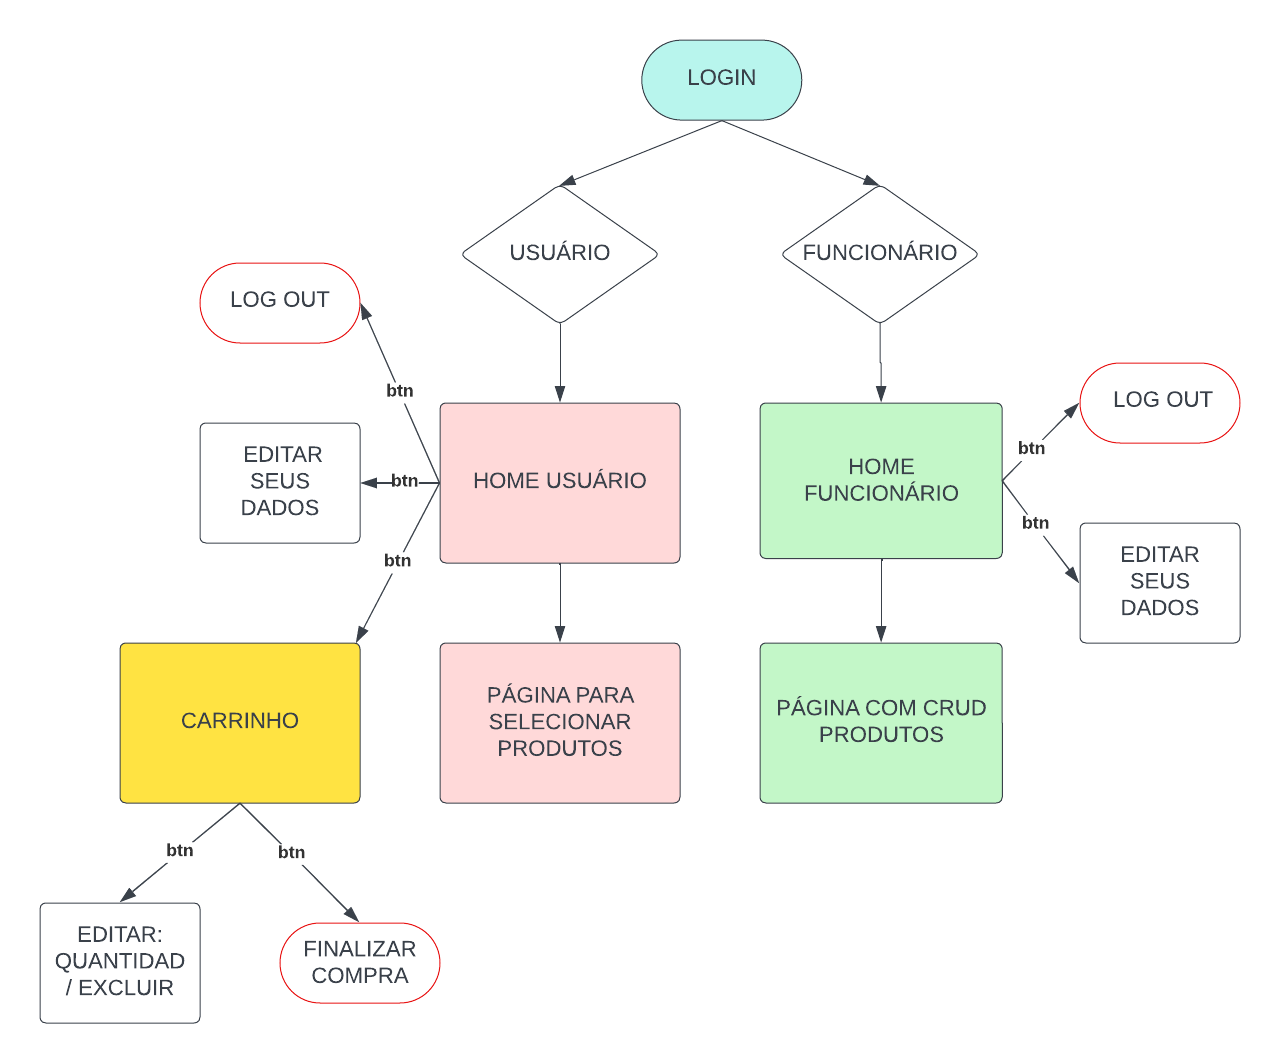 LOGIN
USUÁRIO
FUNCIONÁRIO
LOG OUT
btn
EDITAR
SEUS
DADOS
btn
HOME USUÁRIO
btn
HOME
FUNCIONÁRIO
LOG OUT
btn
btn
EDITAR
SEUS
DADOS
CARRINHO
PÁGINA PARA
SELECIONAR
PRODUTOS
PÁGINA COM CRUD
PRODUTOS
btn
btn
EDITAR:
QUANTIDAD
/ EXCLUIR
FINALIZAR
COMPRA